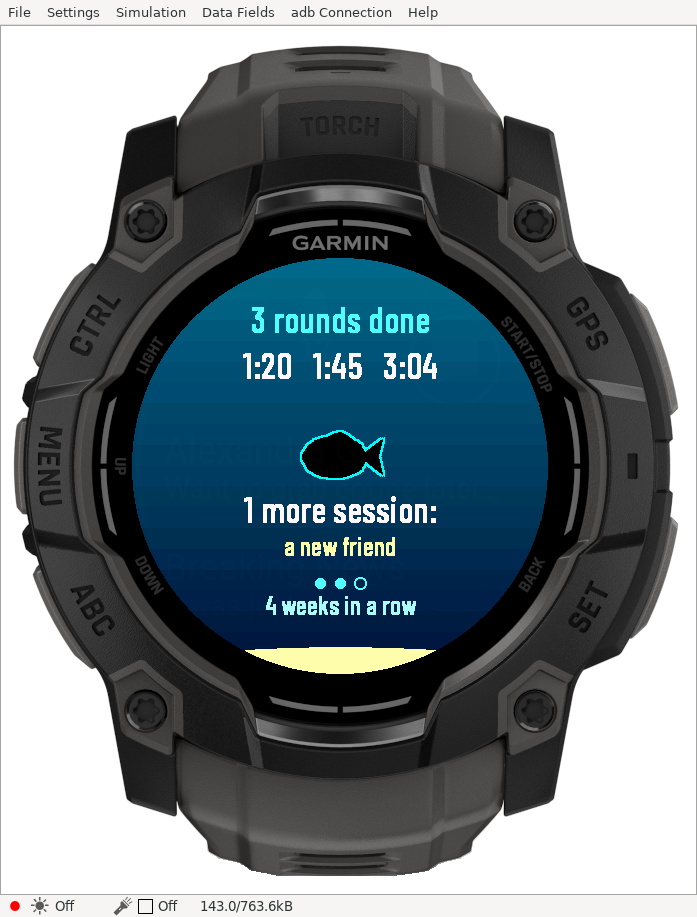 File Settings Simulation Data Fields adb Connection Help
TORCH
GARMIN
CTRL
GPS
LIGHT
START/STOP
3 rounds done
1:20 1:45 3:04
MENU
UP
1 more session:
a new friend
DOWN
BACK
4 weeks in a row
ABC
SET
Off Off 143.0/763.6kB